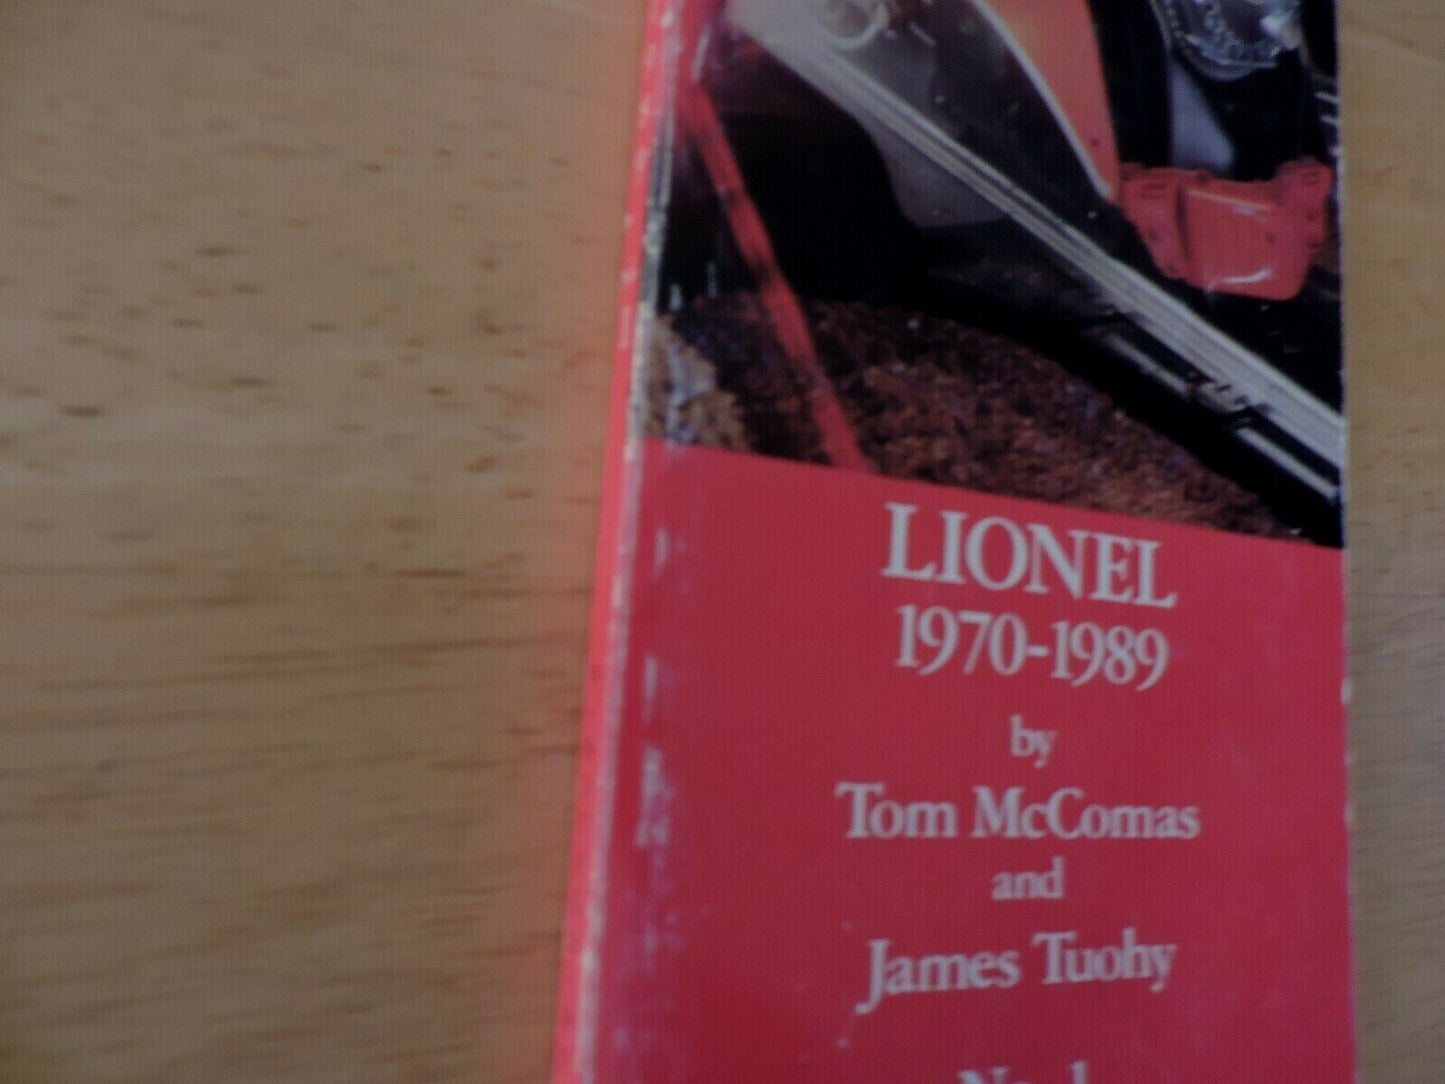 LIONEL
1970-1989
by
Tom McComas
and
James Tuohy